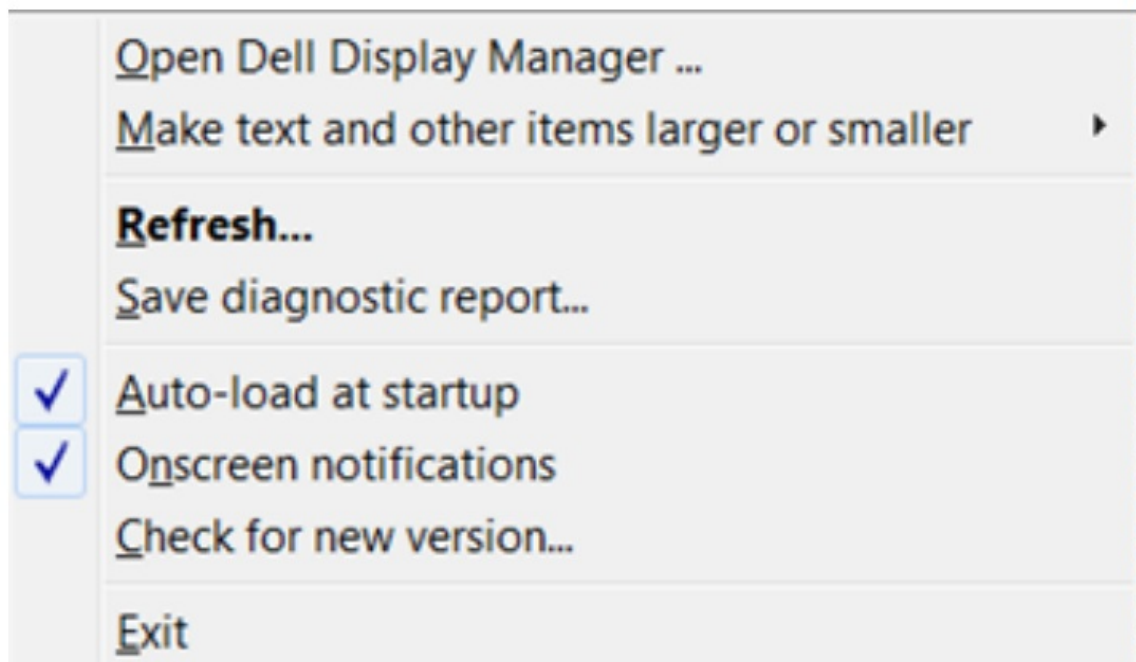 Open Dell Display Manager ...
Make text and other items larger or smaller
Refresh...
Save diagnostic report...
Auto-load at startup
Onscreen notifications
Check for new version...
Exit